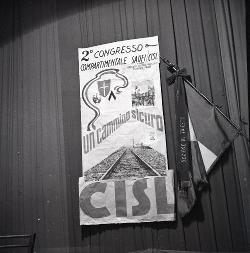 2° CONGRESSO
COMPARTIMENTALE SAUFI CISL
un cammino sicuro
CISL